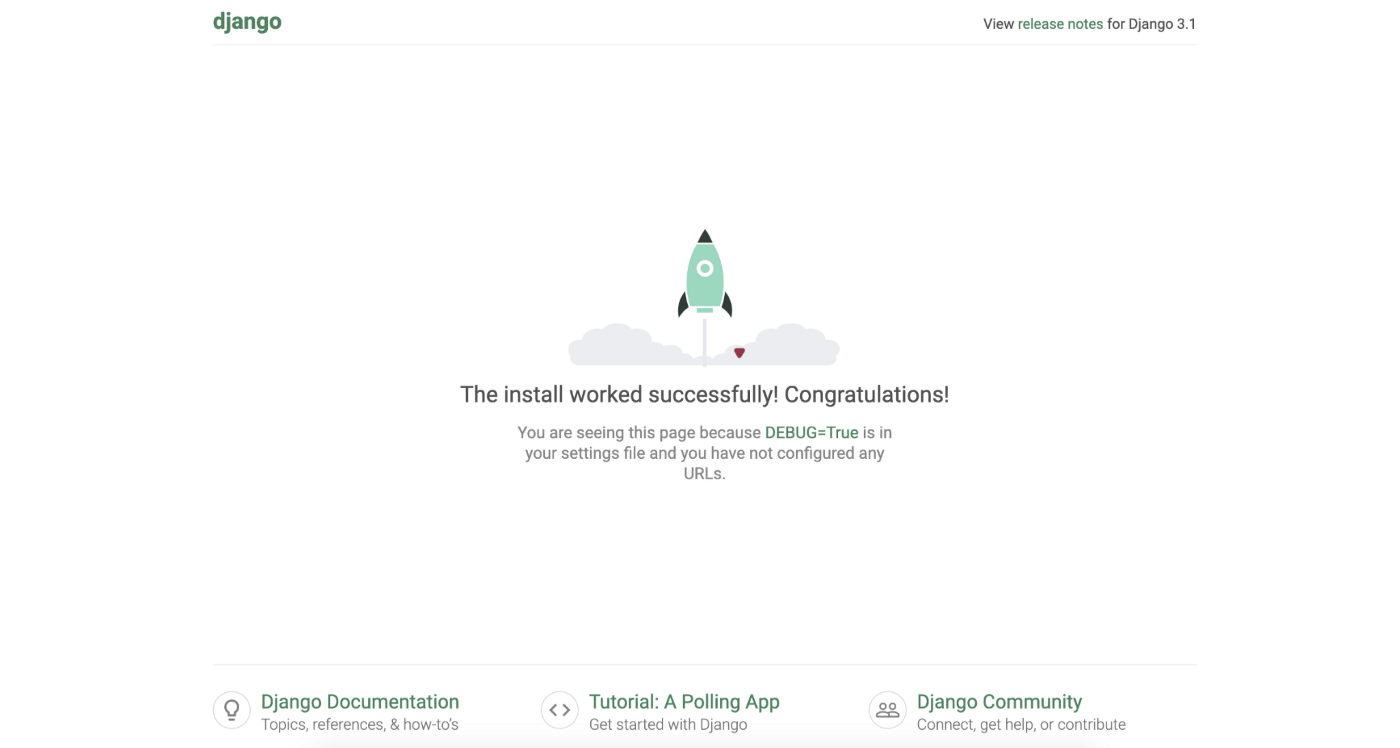 django
View release notes for Django 3.1
The install worked successfully! Congratulations!
You are seeing this page because DEBUG=True is in
your settings file and you have not configured any
URLs.
Django Documentation
Topics, references, & how-to's
Tutorial: A Polling App
Get started with Django
Django Community
Connect, get help, or contribute